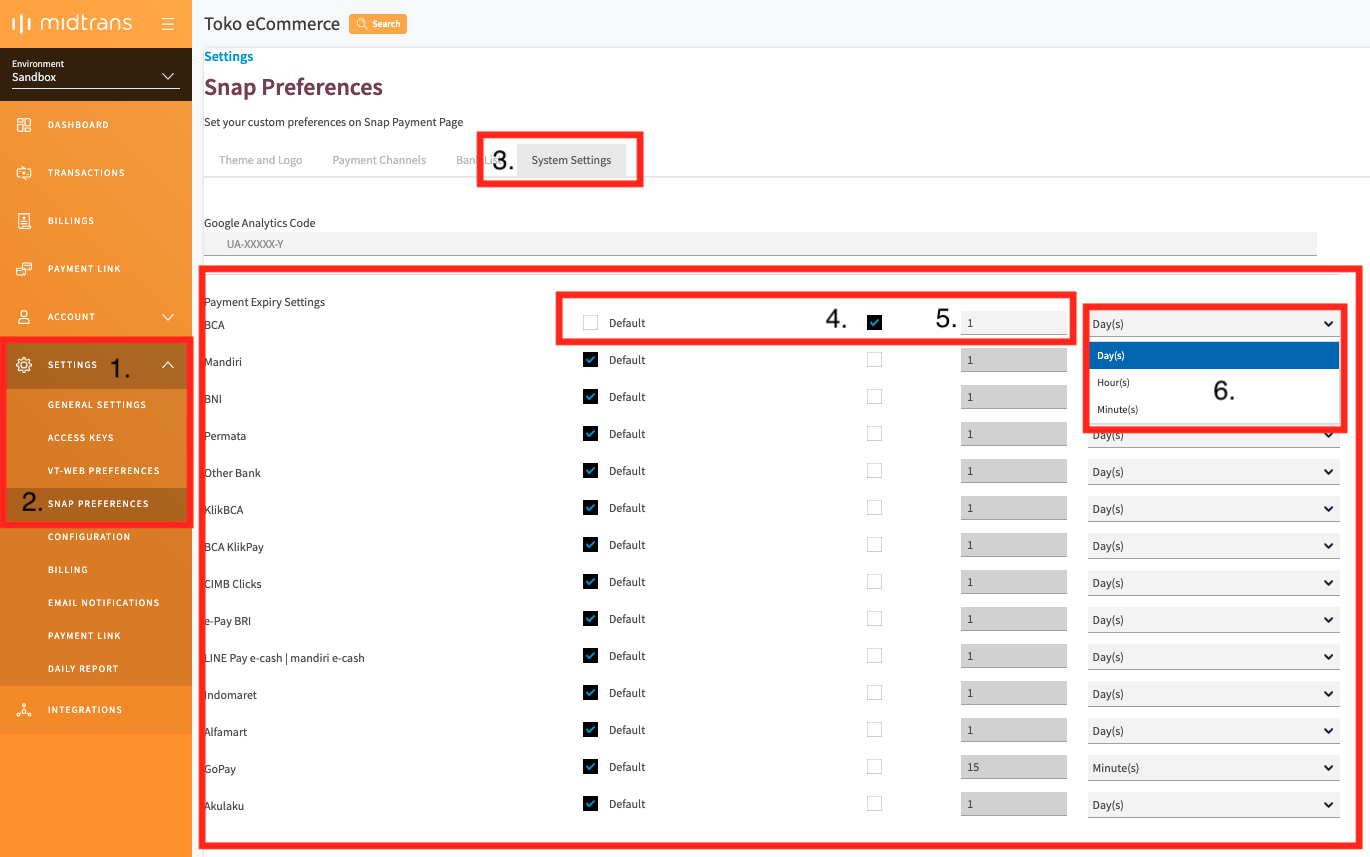 midtrans
Toko eCommerce
Search
Environment
Sandbox
DASHBOARD
TRANSACTIONS
BILLINGS
PAYMENT LINK
ACCOUNT
SETTINGS 1.
GENERAL SETTINGS
ACCESS KEYS
VT-WEB PREFERENCES
2. SNAP PREFERENCES
CONFIGURATION
BILLING
EMAIL NOTIFICATIONS
PAYMENT LINK
DAILY REPORT
INTEGRATIONS
Settings
Snap Preferences
Set your custom preferences on Snap Payment Page
Theme and Logo Payment Channels Bank List 3. System Settings
Google Analytics Code
UA-XXXXX-Y
Payment Expiry Settings
BCA Default 4. 5. 1 Day(s)
Day(s)
Hour(s)
Minute(s)
6.
Mandiri Default 1
BNI Default 1
Permata Default 1 Day(s)
Other Bank Default 1 Day(s)
KlikBCA Default 1 Day(s)
BCA KlikPay Default 1 Day(s)
CIMB Clicks Default 1 Day(s)
e-Pay BRI Default 1 Day(s)
LINE Pay e-cash | mandiri e-cash Default 1 Day(s)
Indomaret Default 1 Day(s)
Alfamart Default 1 Day(s)
GoPay Default 15 Minute(s)
Akulaku Default 1 Day(s)